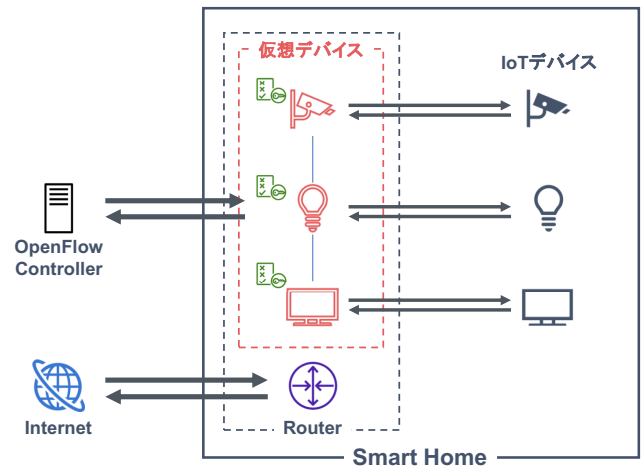 仮想デバイス
IoTデバイス
OpenFlow
Controller
Internet
Router
Smart Home